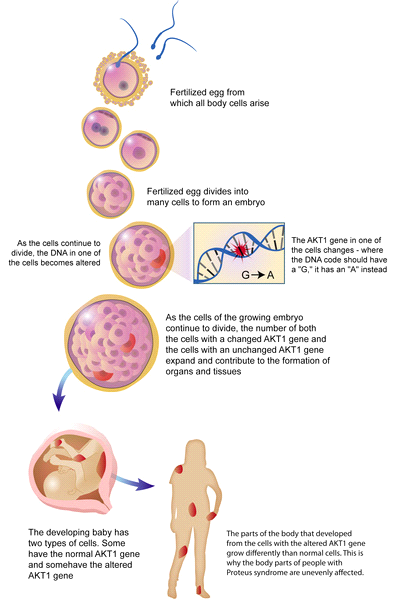 Fertilized egg from
which all body cells arise
Fertilized egg divides into
many cells to form an embryo
As the cells continue to
divide, the DNA in one of
the cells becomes altered
G→A
The AKT1 gene in one of
the cells changes - where
the DNA code should have
a "G," it has an "A" instead
As the cells of the growing embryo
continue to divide, the number of both
the cells with a changed AKT1 gene and
the cells with an unchanged AKT1 gene
expand and contribute to the formation of
organs and tissues
The developing baby has
two types of cells. Some
have the normal AKT1 gene
and somehave the altered
AKT1 gene
The parts of the body that developed
from the cells with the altered AKT1 gene
grow differently than normal cells. This is
why the body parts of people with
Proteus syndrome are unevenly affected.